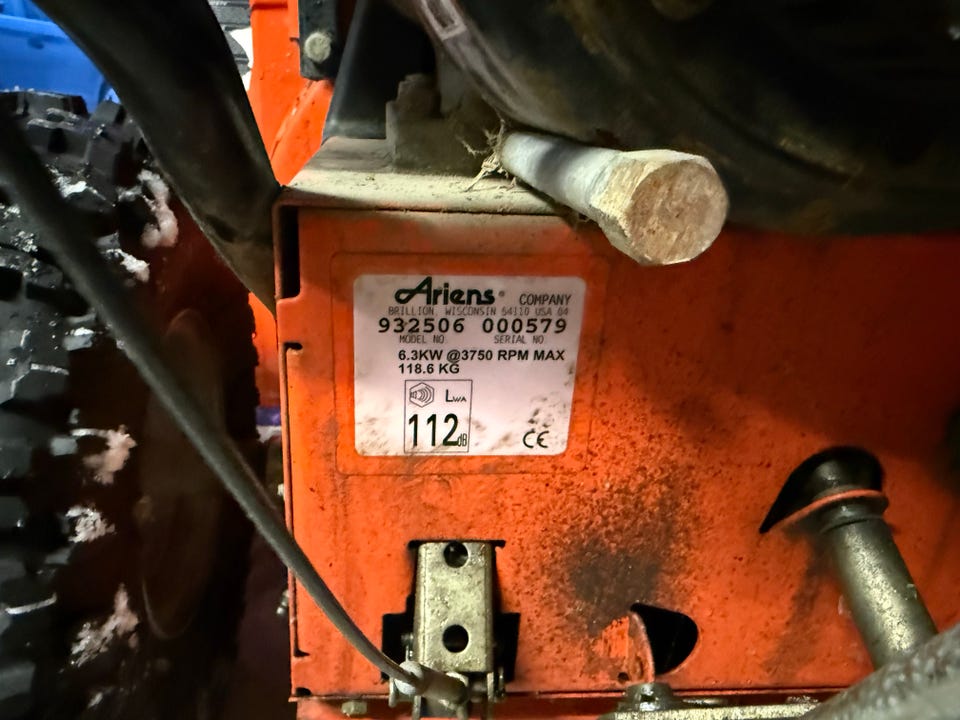 Ariens® COMPANY
BRILLION, WISCONSIN 54110 USA 04
932506 000579
MODEL NO. SERIAL NO.
6.3KW @3750 RPM MAX
118.6 KG
LWA
112dB
CE